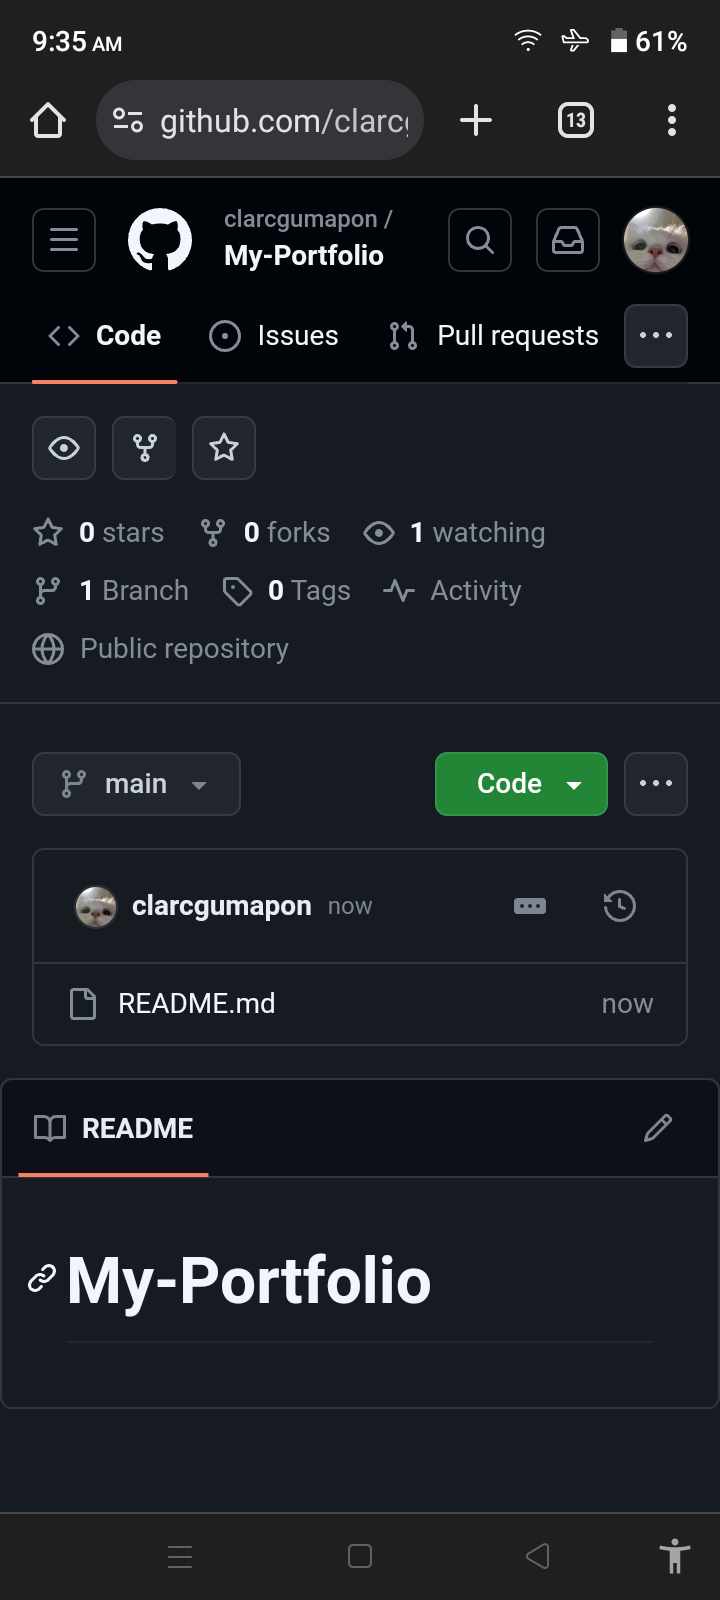 9:35 AM 61%
github.com/clarcg 13
clarcgumapon /
My-Portfolio
Code Issues Pull requests
0 stars 0 forks 1 watching
1 Branch 0 Tags Activity
Public repository
main Code
clarcgumapon now
README.md now
README
My-Portfolio